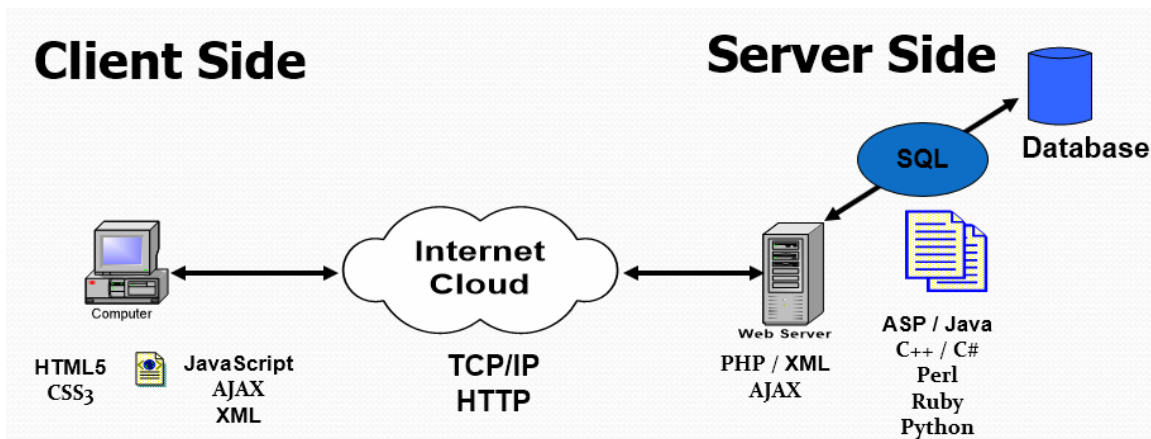 Client Side
Server Side
SQL
Database
Internet
Cloud
Computer
Web Server
HTML5
CSS3
JavaScript
AJAX
XML
TCP/IP
HTTP
PHP / XML
AJAX
ASP / Java
C++ / C#
Perl
Ruby
Python